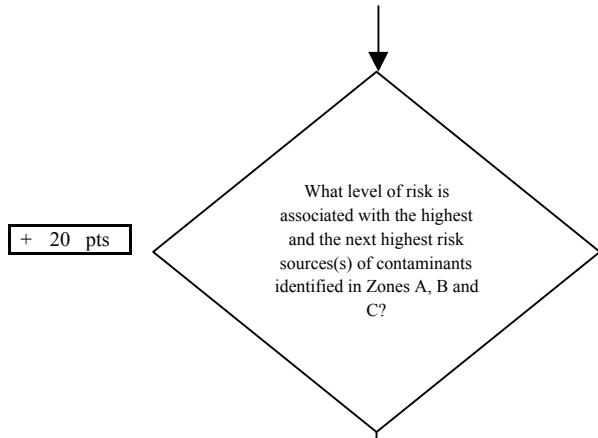 What level of risk is
associated with the highest
and the next highest risk
+ 20 pts
sources(s) of contaminants
identified in Zones A, B and
C?